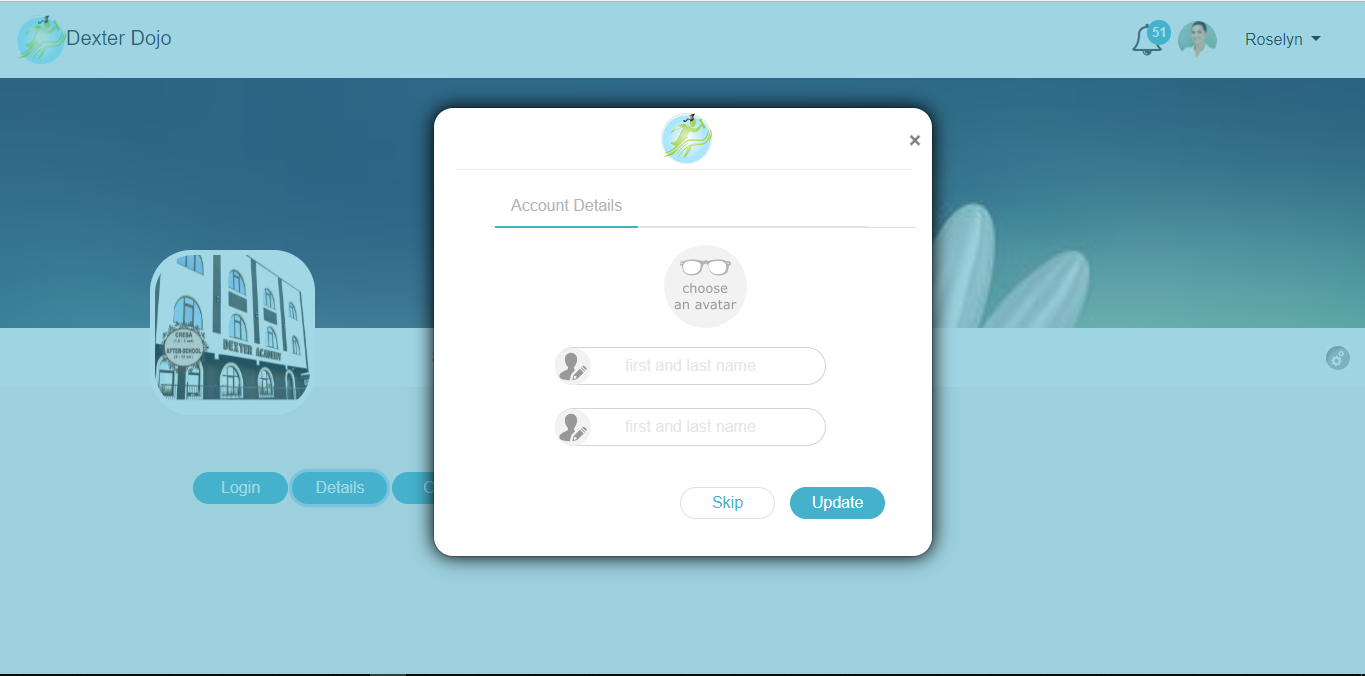 Dexter Dojo
51
Roselyn
×
Account Details
choose
an avatar
first and last name
first and last name
Skip
Update
CRESA
AFTER-SCHOOL
DEXTER ACADEMY
Login
Details
C